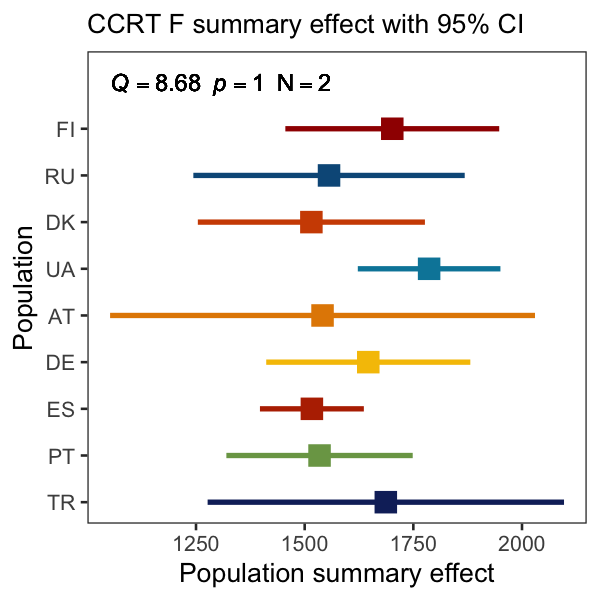 CCRT F summary effect with 95% CI
Q = 8.68 p = 1 N = 2
FI
RU
DK
UA
AT
DE
ES
PT
TR
Population
1250 1500 1750 2000
Population summary effect